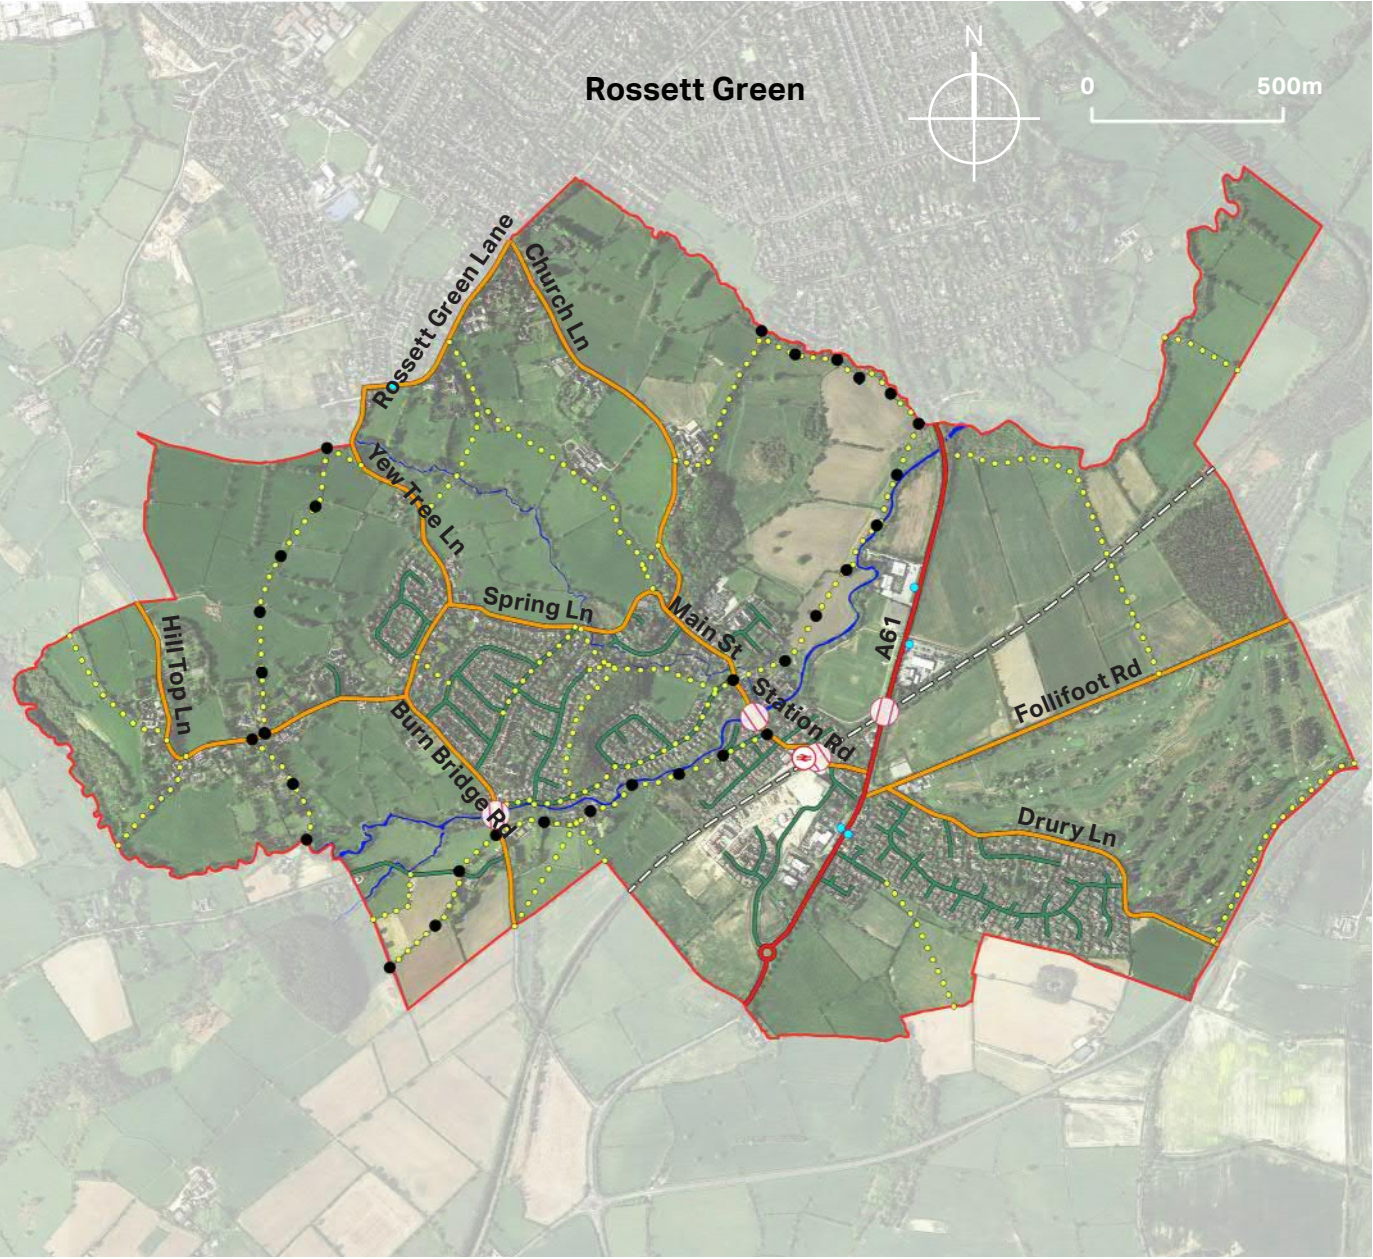 N
Rossett Green
0 500m
Rossett Green Lane
Church Ln
Yew Tree Ln
Spring Ln
Main St
Hill Top Ln
A61
Station Rd
Follifoot Rd
Burn Bridge Rd
Drury Ln